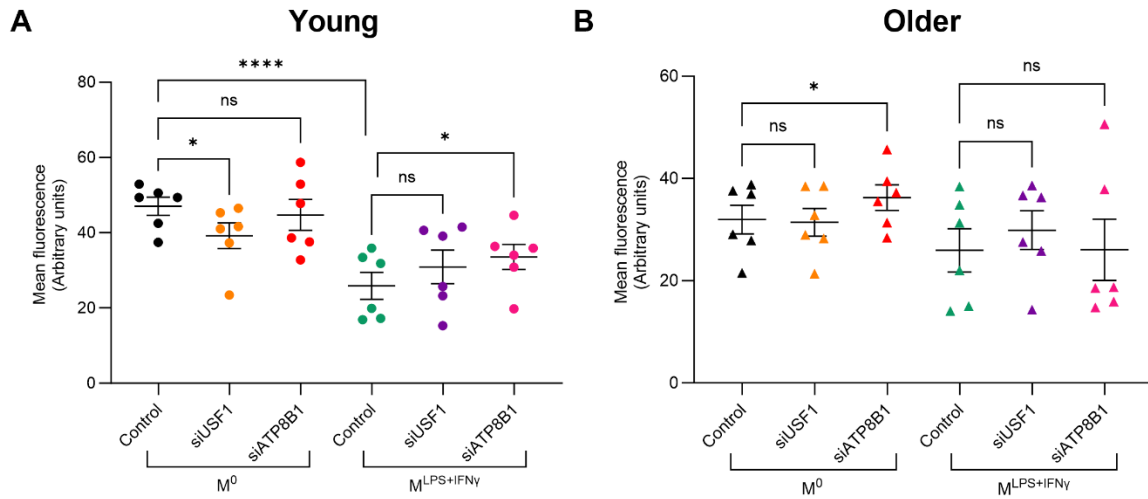 A
Young
Mean fluorescence
(Arbitrary units)
80
60
40
20
0
****
ns
*
*
ns
Control
siUSF1
siATP8B1
Control
siUSF1
siATP8B1
M⁰
Mᴸᴾˢ⁺ᴵᶠᴺᵞ
B
Older
Mean fluorescence
(Arbitrary units)
60
40
20
0
*
ns
ns
ns
Control
siUSF1
siATP8B1
Control
siUSF1
siATP8B1
M⁰
Mᴸᴾˢ⁺ᴵᶠᴺᵞ